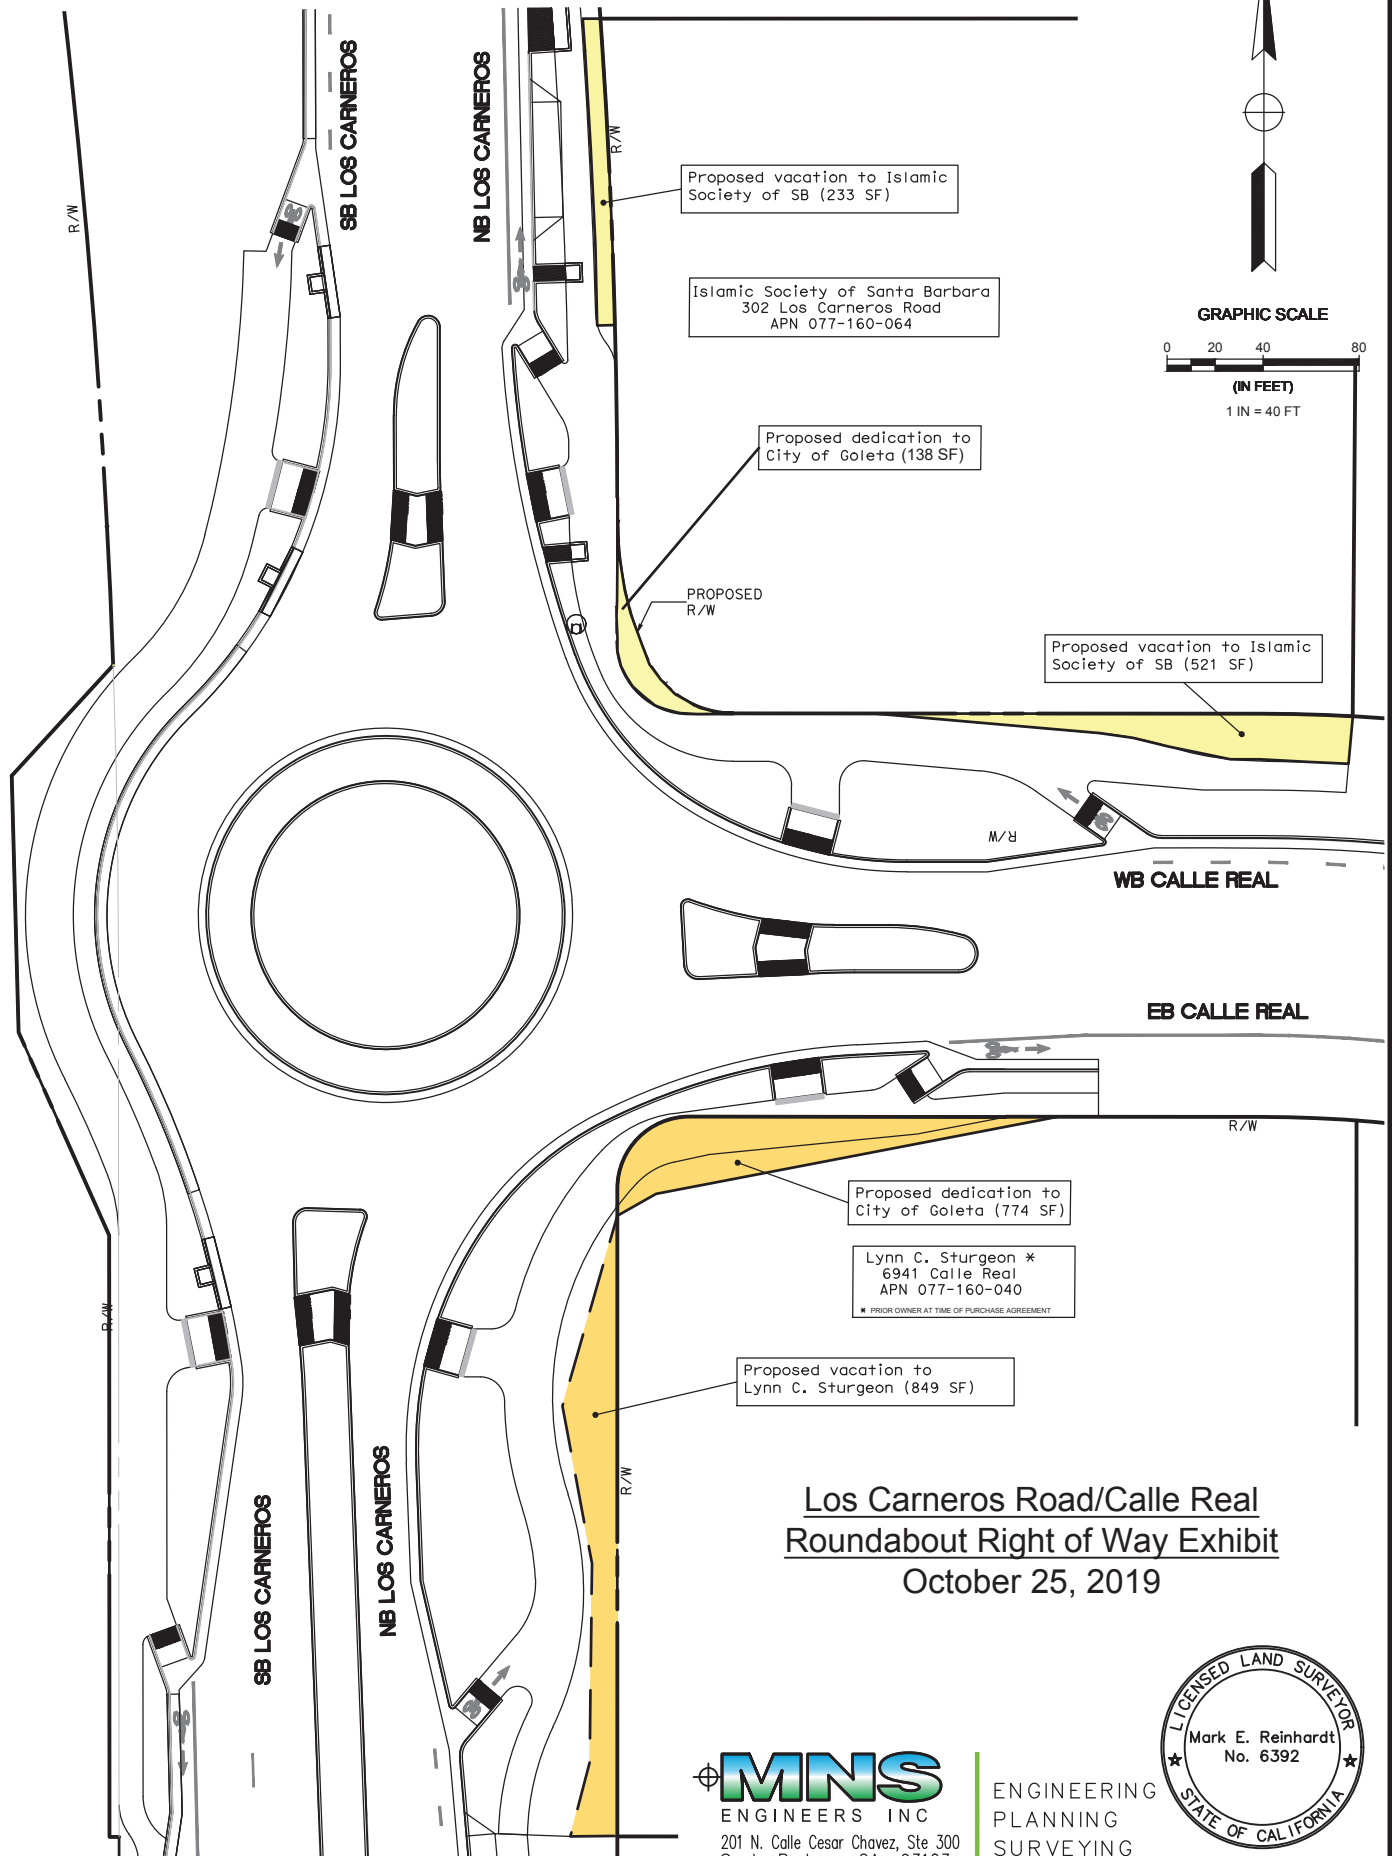 SB LOS CARNEROS
NB LOS CARNEROS
R/W
R/W
Proposed vacation to Islamic
Society of SB (233 SF)
Islamic Society of Santa Barbara
302 Los Carneros Road
APN 077-160-064
GRAPHIC SCALE
0 20 40 80
(IN FEET)
1 IN = 40 FT
Proposed dedication to
City of Goleta (138 SF)
PROPOSED
R/W
Proposed vacation to Islamic
Society of SB (521 SF)
R/W
WB CALLE REAL
EB CALLE REAL
R/W
Proposed dedication to
City of Goleta (774 SF)
Lynn C. Sturgeon *
6941 Calle Real
APN 077-160-040
* PRIOR OWNER AT TIME OF PURCHASE AGREEMENT
R/W
Proposed vacation to
Lynn C. Sturgeon (849 SF)
R/W
SB LOS CARNEROS
NB LOS CARNEROS
Los Carneros Road/Calle Real
Roundabout Right of Way Exhibit
October 25, 2019
LICENSED LAND SURVEYOR
Mark E. Reinhardt
No. 6392
STATE OF CALIFORNIA
MNS
ENGINEERS INC
201 N. Calle Cesar Chavez, Ste 300
ENGINEERING
PLANNING
SURVEYING